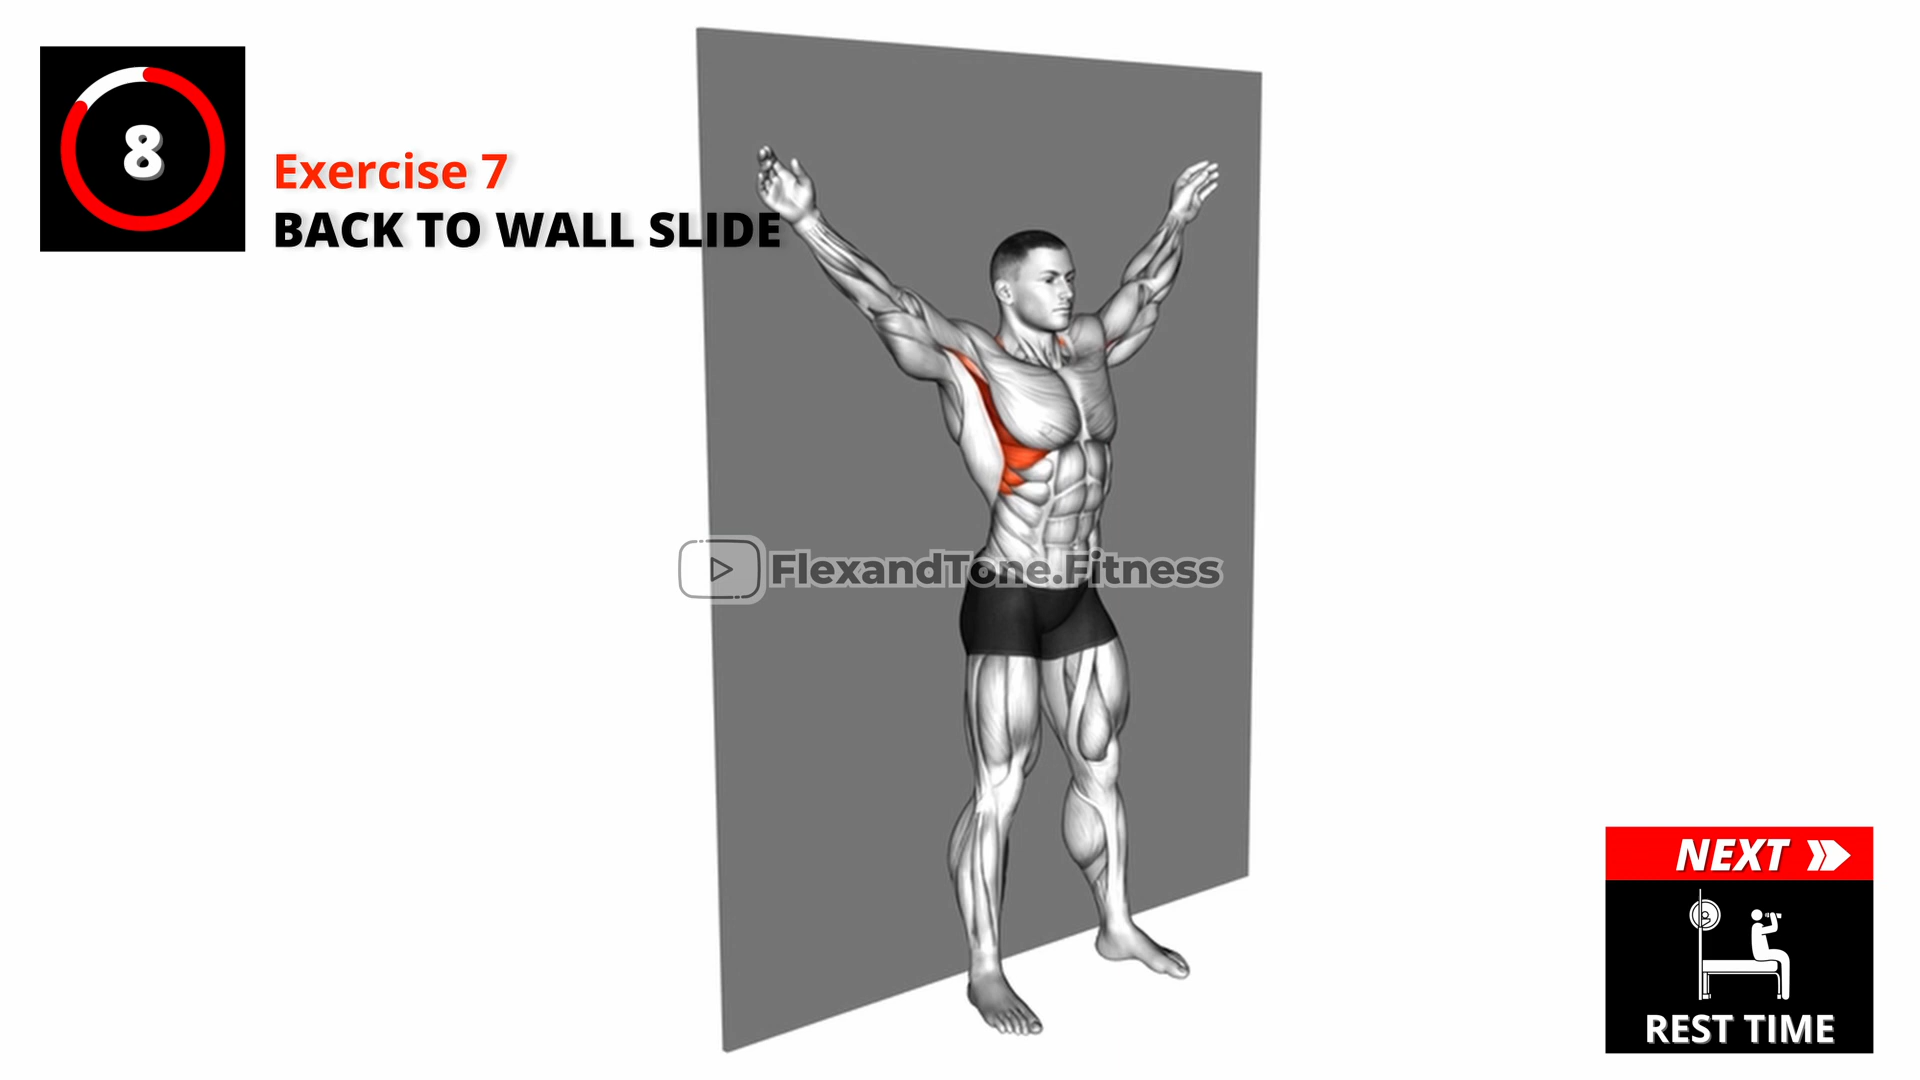 8
Exercise 7
BACK TO WALL SLIDE
FlexandTone.Fitness
NEXT
REST TIME